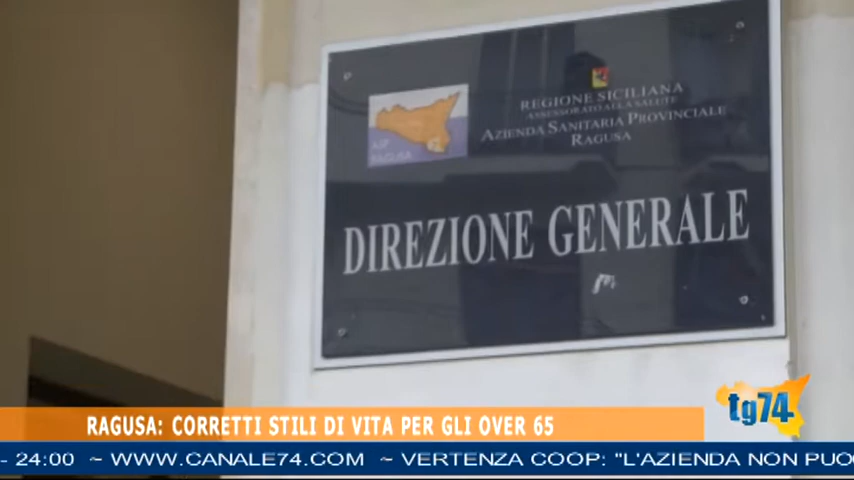 REGIONE SICILIANA
ASSESSORATO ALLA SALUTE
AZIENDA SANITARIA PROVINCIALE
RAGUSA
ASP
RAGUSA
DIREZIONE GENERALE
tg74
RAGUSA: CORRETTI STILI DI VITA PER GLI OVER 65
- 24:00 ~ WWW.CANALE74.COM ~ VERTENZA COOP: "L'AZIENDA NON PUO